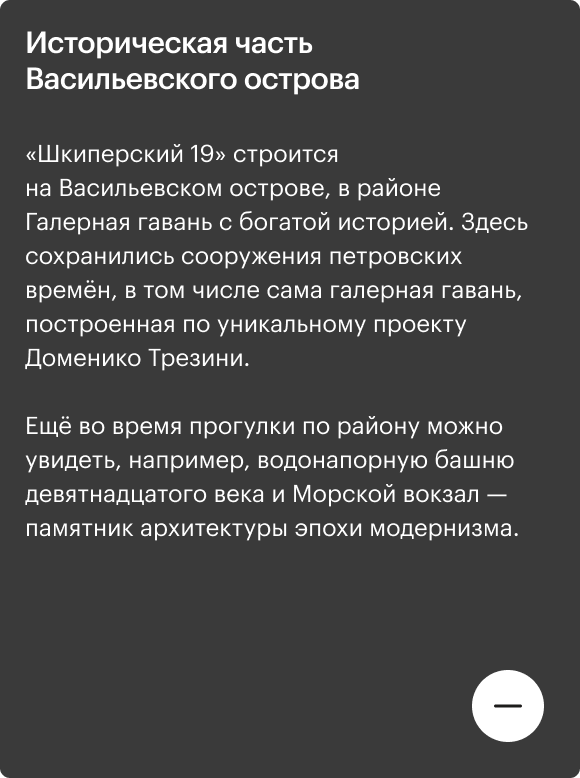 Историческая часть
Васильевского острова
«Шкиперский 19» строится
на Васильевском острове, в районе
Галерная гавань с богатой историей. Здесь
сохранились сооружения петровских
времён, в том числе сама галерная гавань,
построенная по уникальному проекту
Доменико Трезини.
Ещё во время прогулки по району можно
увидеть, например, водонапорную башню
девятнадцатого века и Морской вокзал —
памятник архитектуры эпохи модернизма.